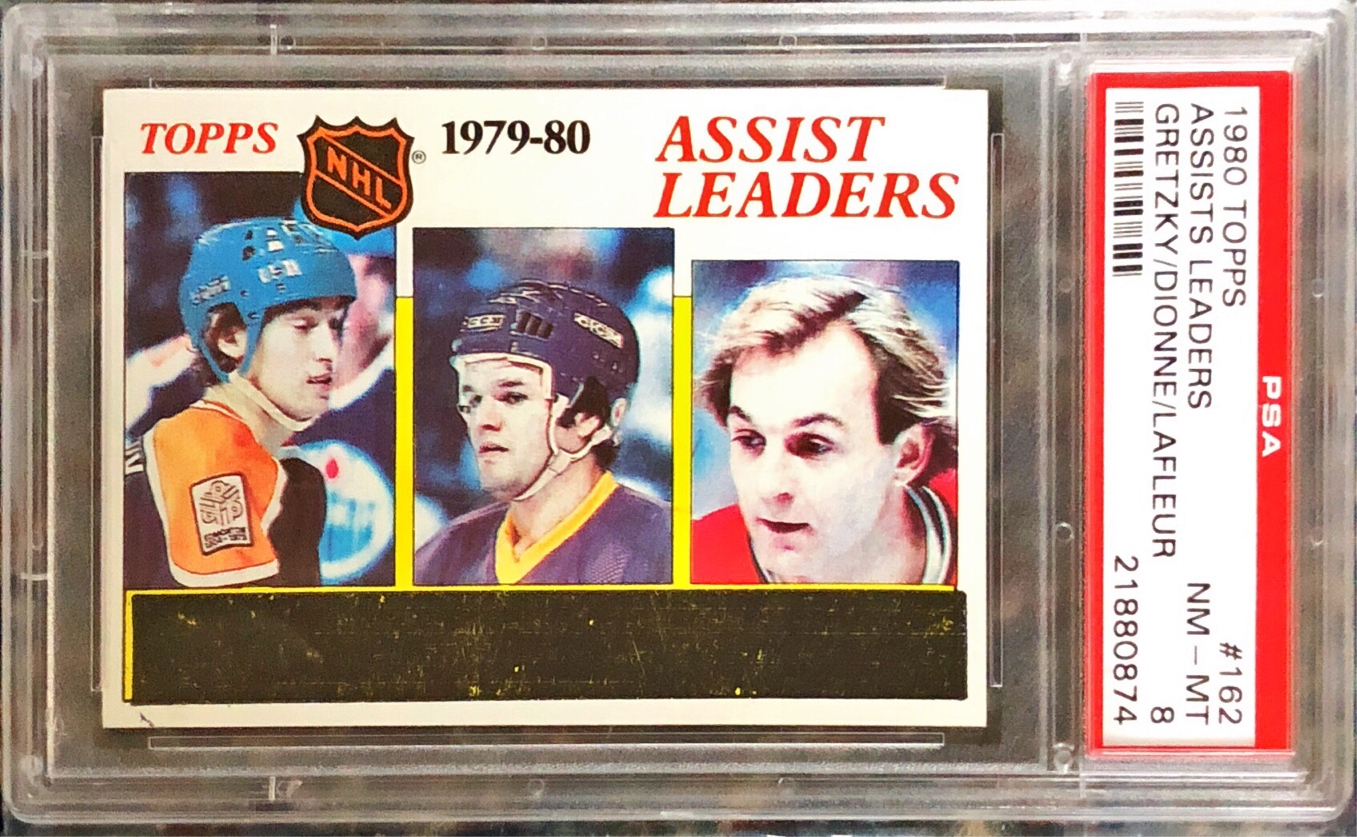 TOPPS
NHL
®
1979-80
ASSIST
LEADERS
CCM
1980 TOPPS #162
ASSISTS LEADERS NM-MT
GRETZKY/DIONNE/LAFLEUR 8
21880874
PSA